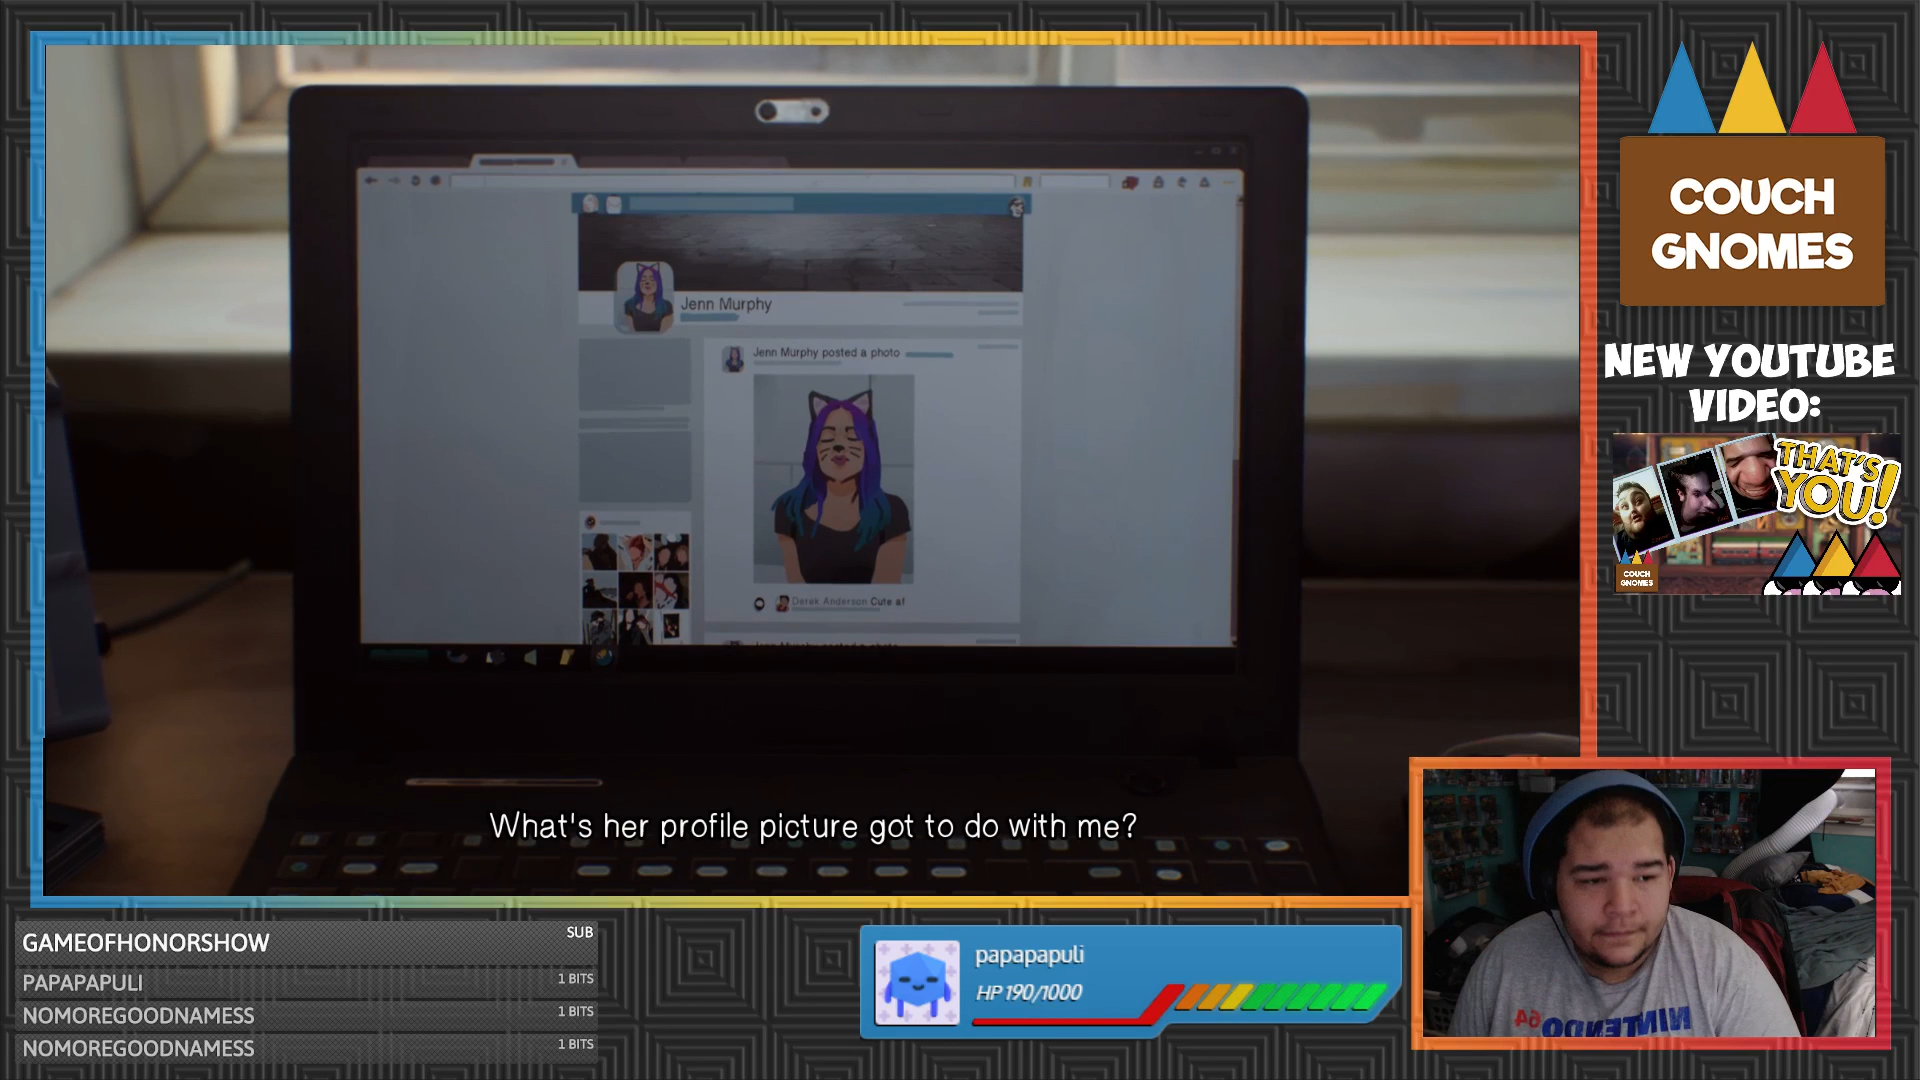 Jenn Murphy
Jenn Murphy posted a photo
Derek Anderson Cute af
What's her profile picture got to do with me?
COUCH
GNOMES
NEW YOUTUBE
VIDEO:
THAT'S
YOU!
COUCH
GNOMES
GAMEOFHONORSHOW SUB
PAPAPAPULI 1 BITS
NOMOREGOODNAMESS 1 BITS
NOMOREGOODNAMESS 1 BITS
papapapuli
HP 190/1000
NINTENDO 64